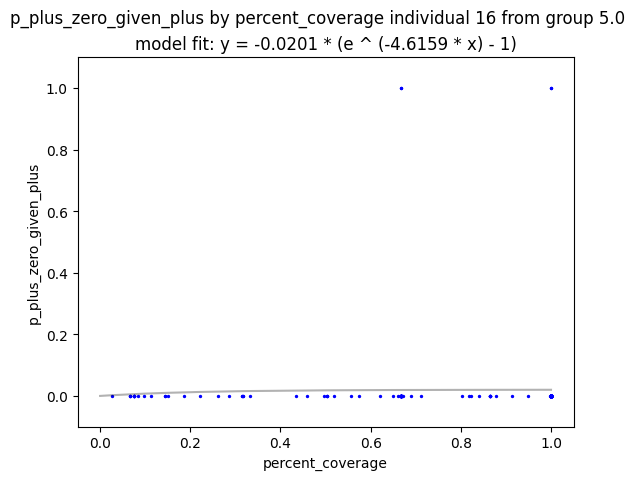 p_plus_zero_given_plus by percent_coverage individual 16 from group 5.0
model fit: y = -0.0201 * (e ^ (-4.6159 * x) - 1)
1.0
0.8
0.6
0.4
0.2
0.0
p_plus_zero_given_plus
0.0 0.2 0.4 0.6 0.8 1.0
percent_coverage